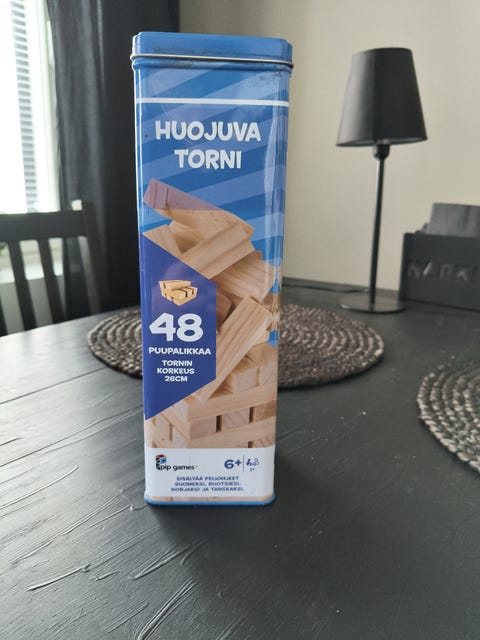 HUOJUVA
TORNI
48
PUUPALIKKAA
TORNIN
KORKEUS
26CM
pip games
6+
SISÄLTÄÄ PELIOHJEET
SUOMEKSI, RUOTSIKSI,
NORJAKSI JA TANSKAKSI.